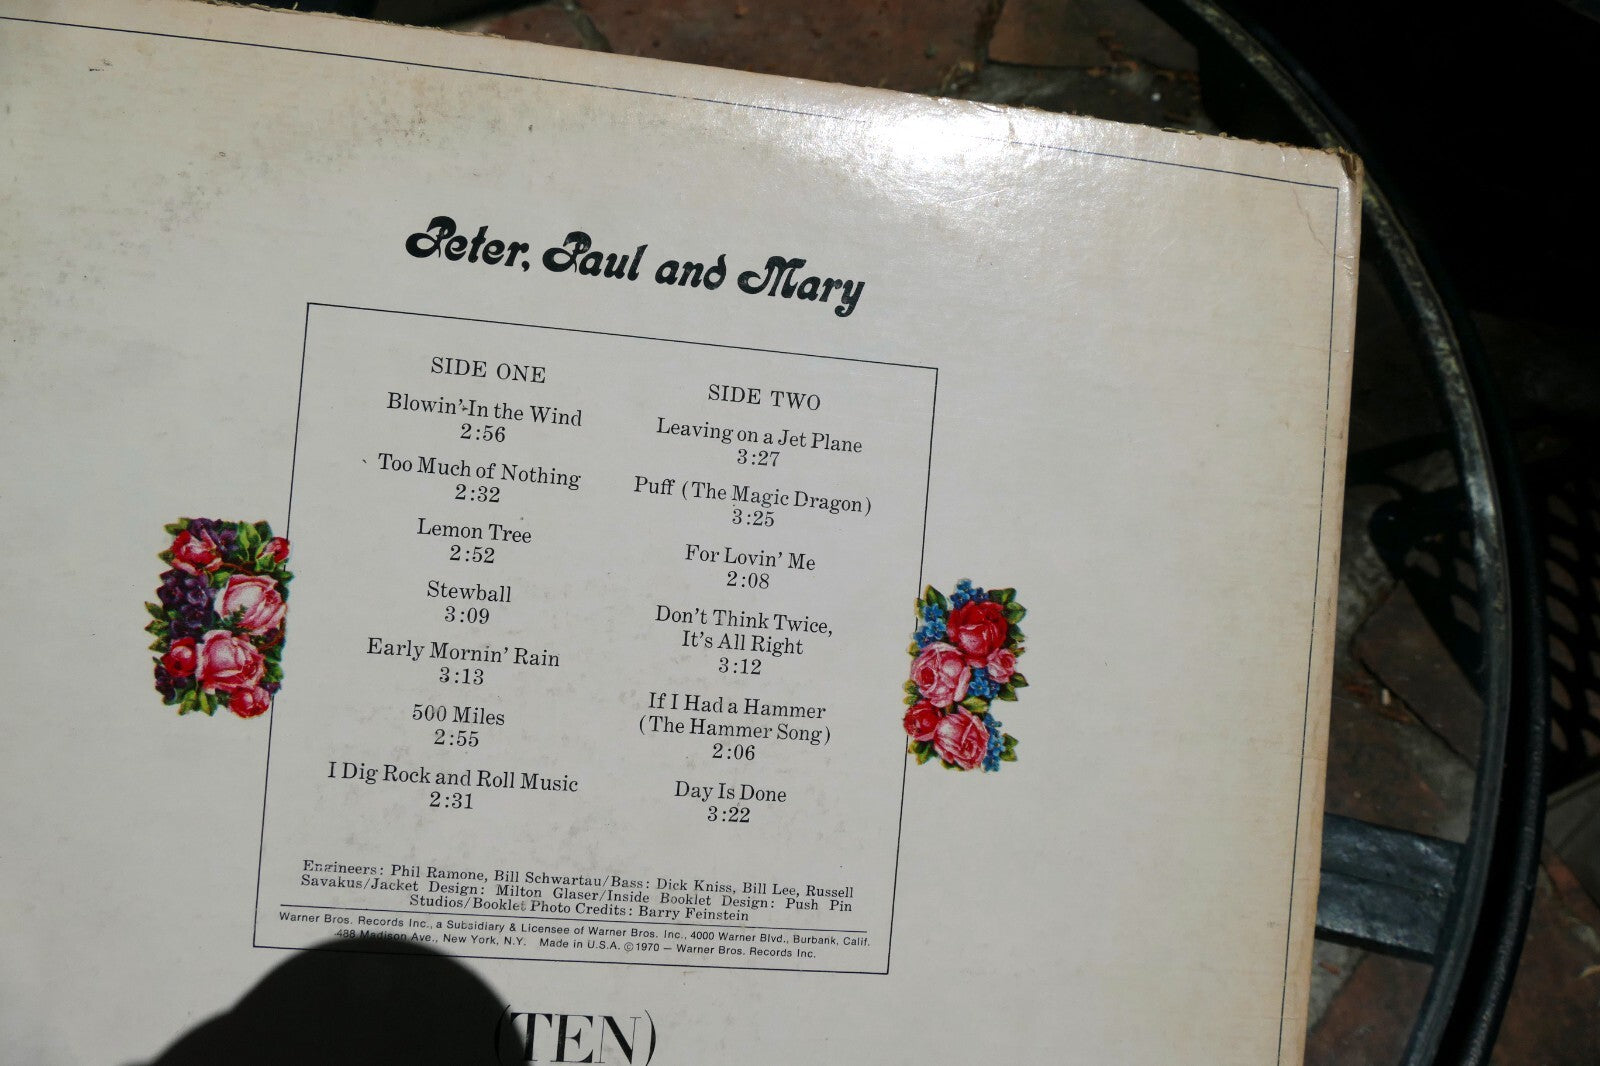 Peter, Paul and Mary
SIDE ONE
Blowin' In the Wind
2:56
Too Much of Nothing
2:32
Lemon Tree
2:52
Stewball
3:09
Early Mornin' Rain
3:13
500 Miles
2:55
I Dig Rock and Roll Music
2:31
SIDE TWO
Leaving on a Jet Plane
3:27
Puff (The Magic Dragon)
3:25
For Lovin' Me
2:08
Don't Think Twice,
It's All Right
3:12
If I Had a Hammer
(The Hammer Song)
2:06
Day Is Done
3:22
Engineers: Phil Ramone, Bill Schwartau/Bass: Dick Kniss, Bill Lee, Russell
Savakus/Jacket Design: Milton Glaser/Inside Booklet Design: Push Pin
Studios/Booklet Photo Credits: Barry Feinstein
Warner Bros. Records Inc., a Subsidiary & Licensee of Warner Bros. Inc., 4000 Warner Blvd., Burbank, Calif.
488 Madison Ave., New York, N.Y. Made in U.S.A. ©1970 — Warner Bros. Records Inc.
(TEN)